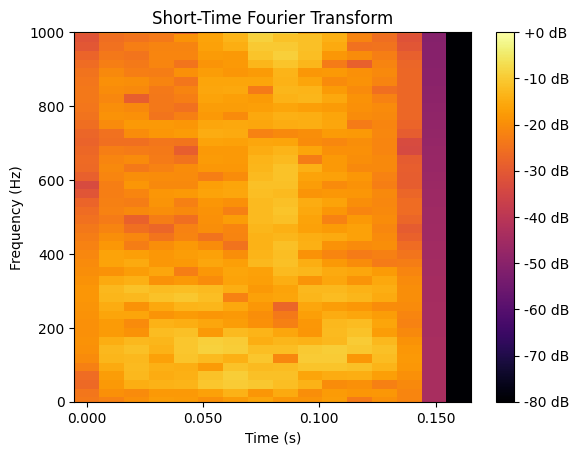 Short-Time Fourier Transform
Frequency (Hz)
1000
800
600
400
200
0
0.000
0.050
0.100
0.150
Time (s)
+0 dB
-10 dB
-20 dB
-30 dB
-40 dB
-50 dB
-60 dB
-70 dB
-80 dB